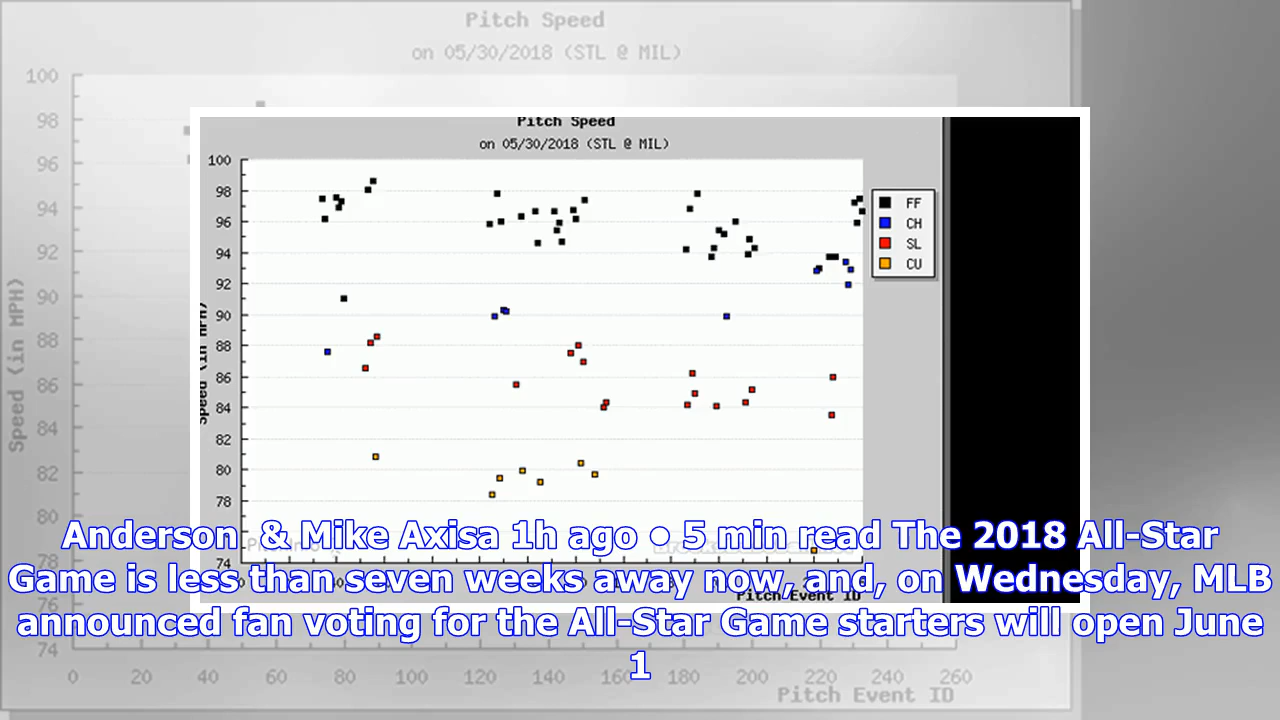 Pitch Speed
on 05/30/2018 (STL @ MIL)
100
98
96
94
92
90
88
86
84
82
80
78
76
74
Speed (in MPH)
0
20
40
60
80
100
120
140
160
180
200
220
240
260
Pitch Event ID
Pitch Speed
on 05/30/2018 (STL @ MIL)
100
98
96
94
92
90
88
86
84
82
80
78
74
Speed (in MPH)
FF
CH
SL
CU
Pitch Event ID
Anderson & Mike Axisa 1h ago • 5 min read The 2018 All-Star
Game is less than seven weeks away now, and, on Wednesday, MLB
announced fan voting for the All-Star Game starters will open June
1